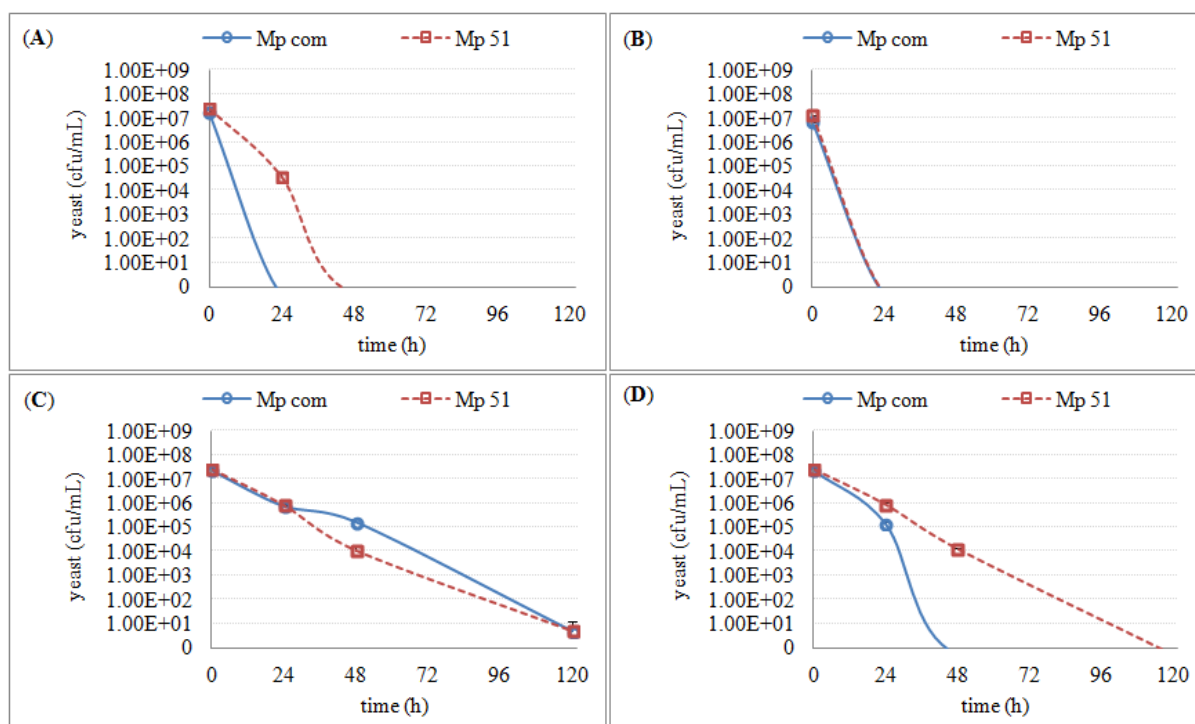 (A)
Mp com
Mp 51
1.00E+09
1.00E+08
1.00E+07
1.00E+06
1.00E+05
1.00E+04
1.00E+03
1.00E+02
1.00E+01
0
yeast (cfu/mL)
0 24 48 72 96 120
time (h)
(B)
Mp com
Mp 51
1.00E+09
1.00E+08
1.00E+07
1.00E+06
1.00E+05
1.00E+04
1.00E+03
1.00E+02
1.00E+01
0
yeast (cfu/mL)
0 24 48 72 96 120
time (h)
(C)
Mp com
Mp 51
1.00E+09
1.00E+08
1.00E+07
1.00E+06
1.00E+05
1.00E+04
1.00E+03
1.00E+02
1.00E+01
0
yeast (cfu/mL)
0 24 48 72 96 120
time (h)
(D)
Mp com
Mp 51
1.00E+09
1.00E+08
1.00E+07
1.00E+06
1.00E+05
1.00E+04
1.00E+03
1.00E+02
1.00E+01
0
yeast (cfu/mL)
0 24 48 72 96 120
time (h)